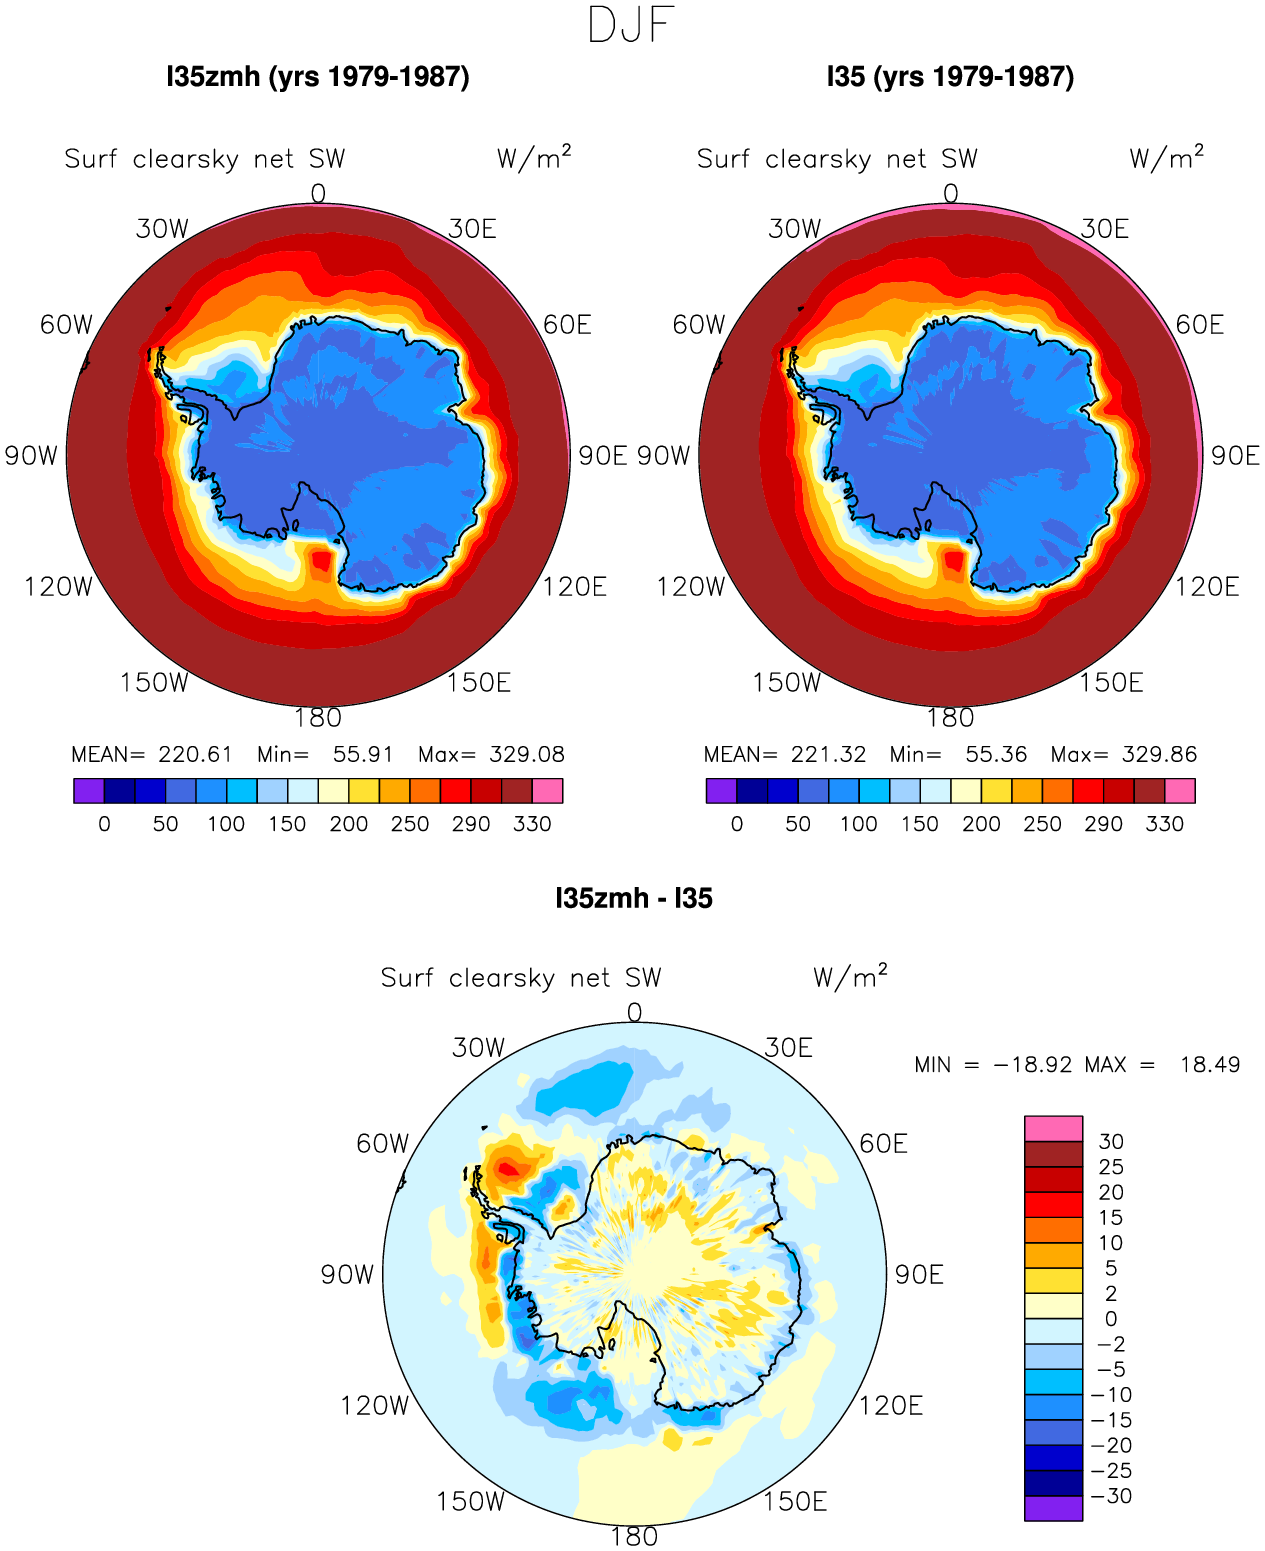 DJF
I35zmh (yrs 1979-1987) I35 (yrs 1979-1987)
Surf clearsky net SW W/m² Surf clearsky net SW W/m²
0 0
30W 30E 30W 30E
60W 60E 60W 60E
90W 90E 90W 90E
120W 120E 120W 120E
150W 150E 150W 150E
180 180
MEAN= 220.61 Min= 55.91 Max= 329.08 MEAN= 221.32 Min= 55.36 Max= 329.86
0 50 100 150 200 250 290 330 0 50 100 150 200 250 290 330
I35zmh - I35
Surf clearsky net SW W/m²
0
30W 30E
MIN = −18.92 MAX = 18.49
60W 60E
90W 90E
120W 120E
150W 150E
180
30
25
20
15
10
5
2
0
−2
−5
−10
−15
−20
−25
−30